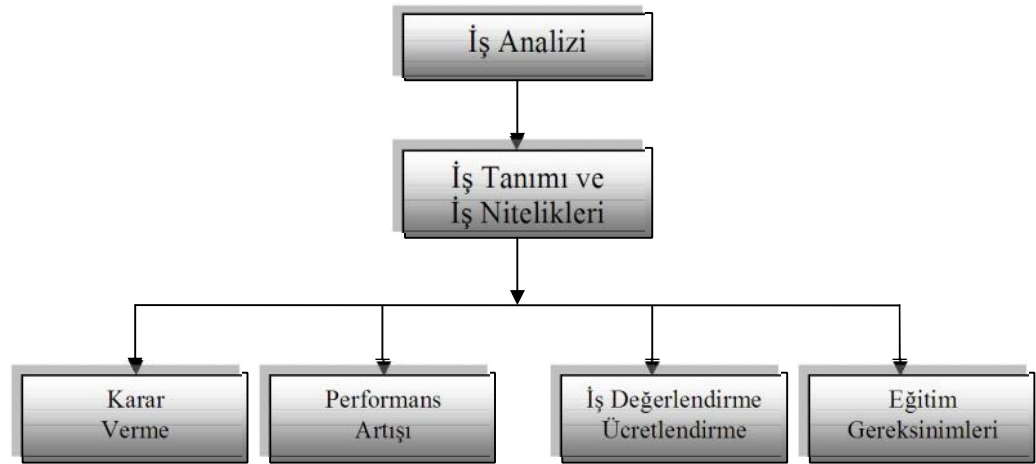 İş Analizi
İş Tanımı ve
İş Nitelikleri
Karar
Verme
Performans
Artışı
İş Değerlendirme
Ücretlendirme
Eğitim
Gereksinimleri